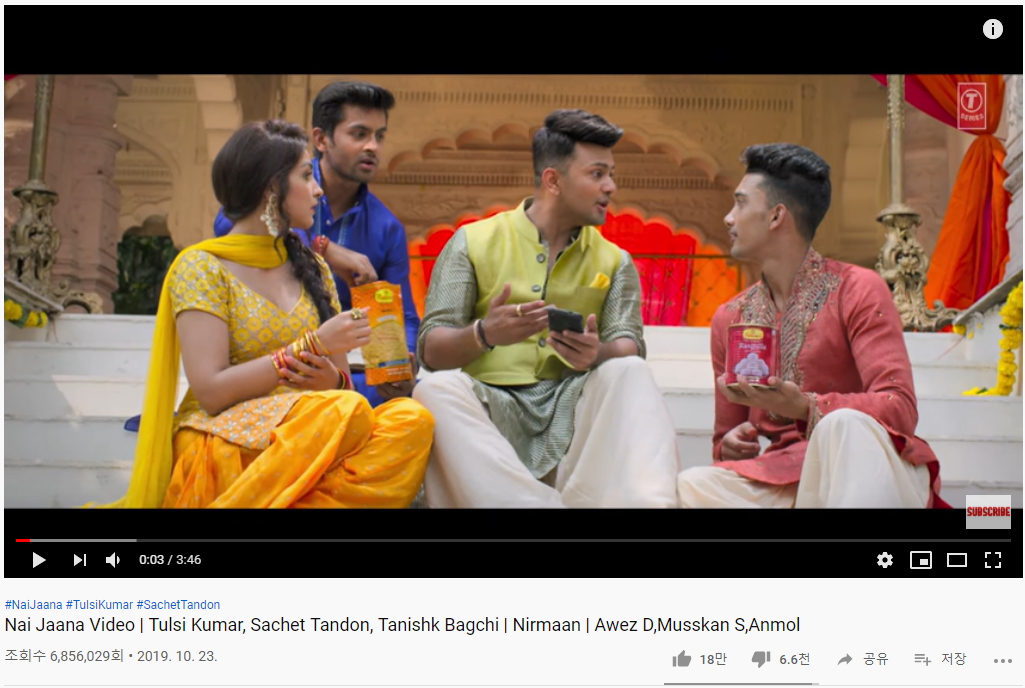 T
SERIES
SUBSCRIBE
0:03 / 3:46
#NaiJaana #TulsiKumar #SachetTandon
Nai Jaana Video | Tulsi Kumar, Sachet Tandon, Tanishk Bagchi | Nirmaan | Awez D,Musskan S,Anmol
조회수 6,856,029회 • 2019. 10. 23.
18만 6.6천 공유 저장